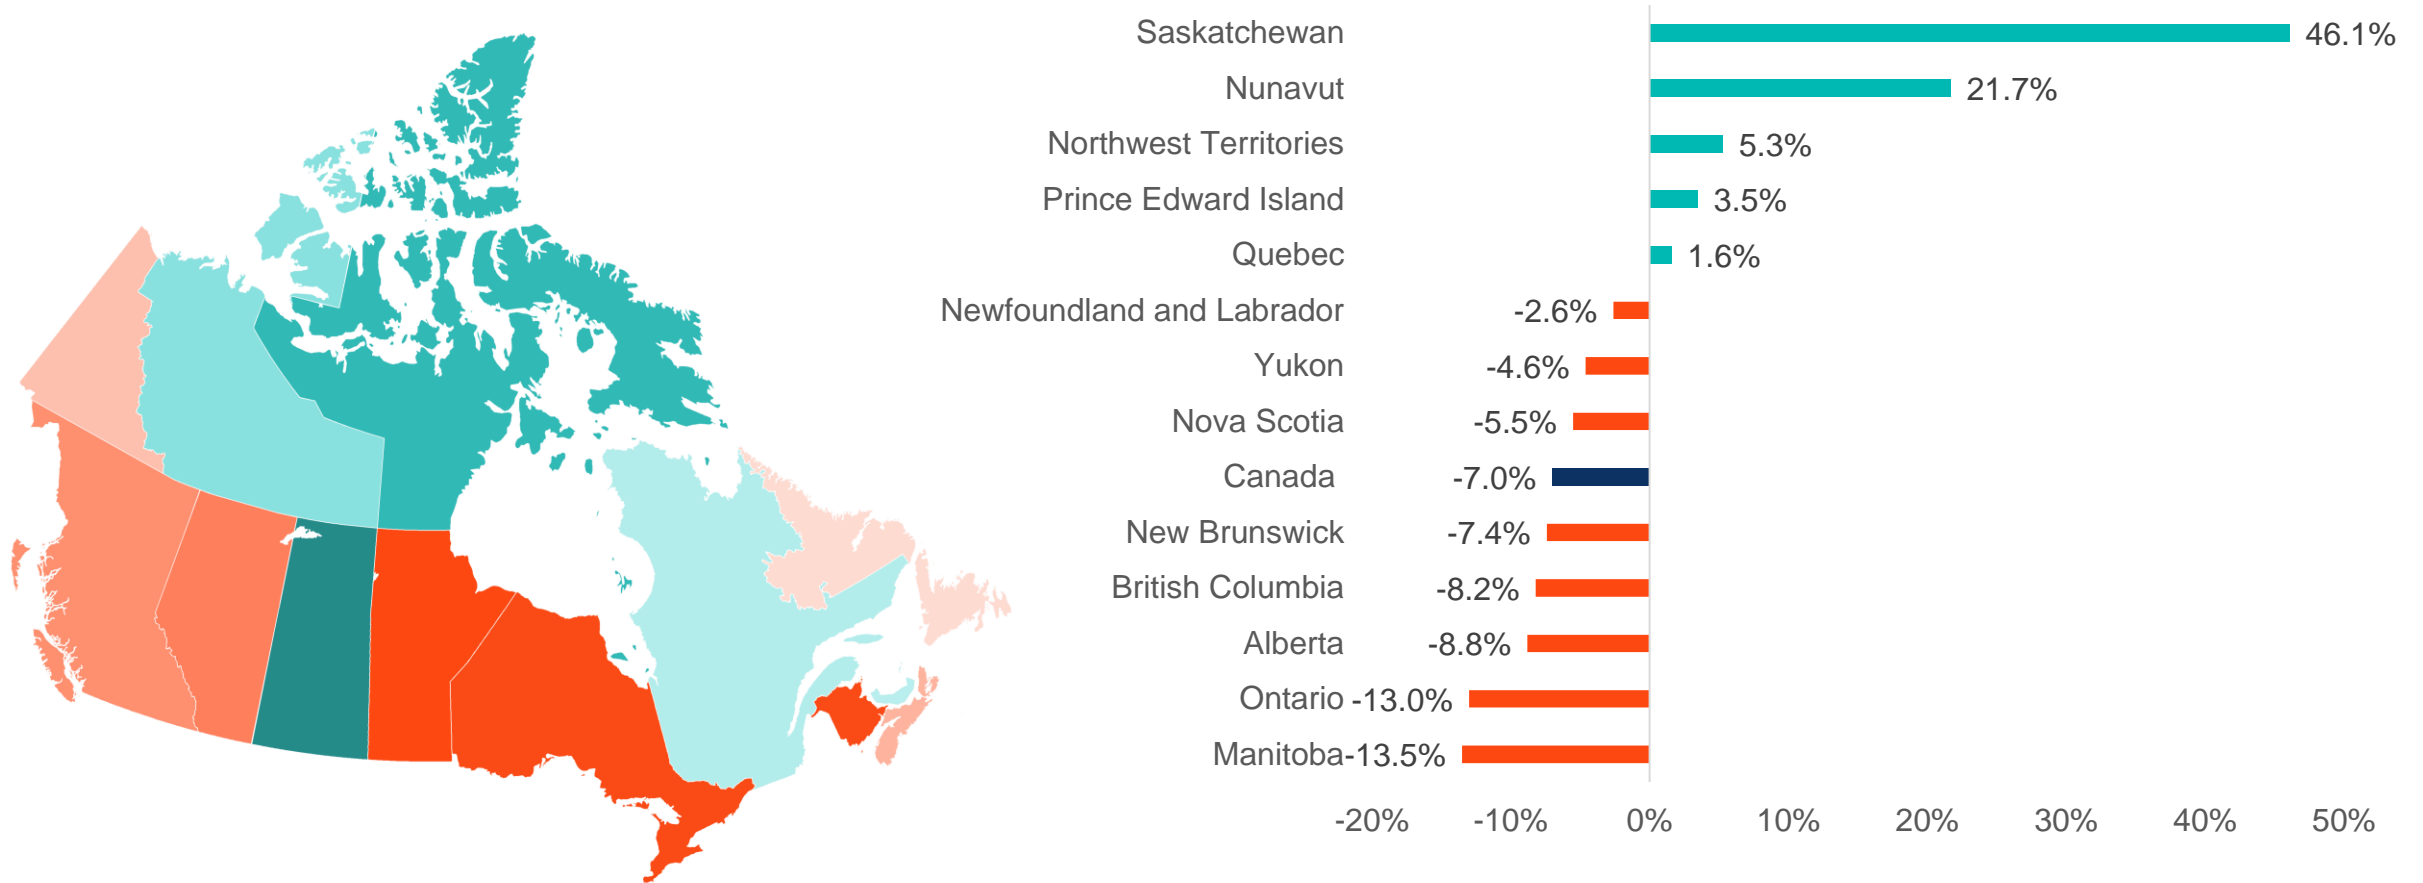 Saskatchewan 46.1%
Nunavut 21.7%
Northwest Territories 5.3%
Prince Edward Island 3.5%
Quebec 1.6%
Newfoundland and Labrador -2.6%
Yukon -4.6%
Nova Scotia -5.5%
Canada -7.0%
New Brunswick -7.4%
British Columbia -8.2%
Alberta -8.8%
Ontario -13.0%
Manitoba -13.5%
-20% -10% 0% 10% 20% 30% 40% 50%